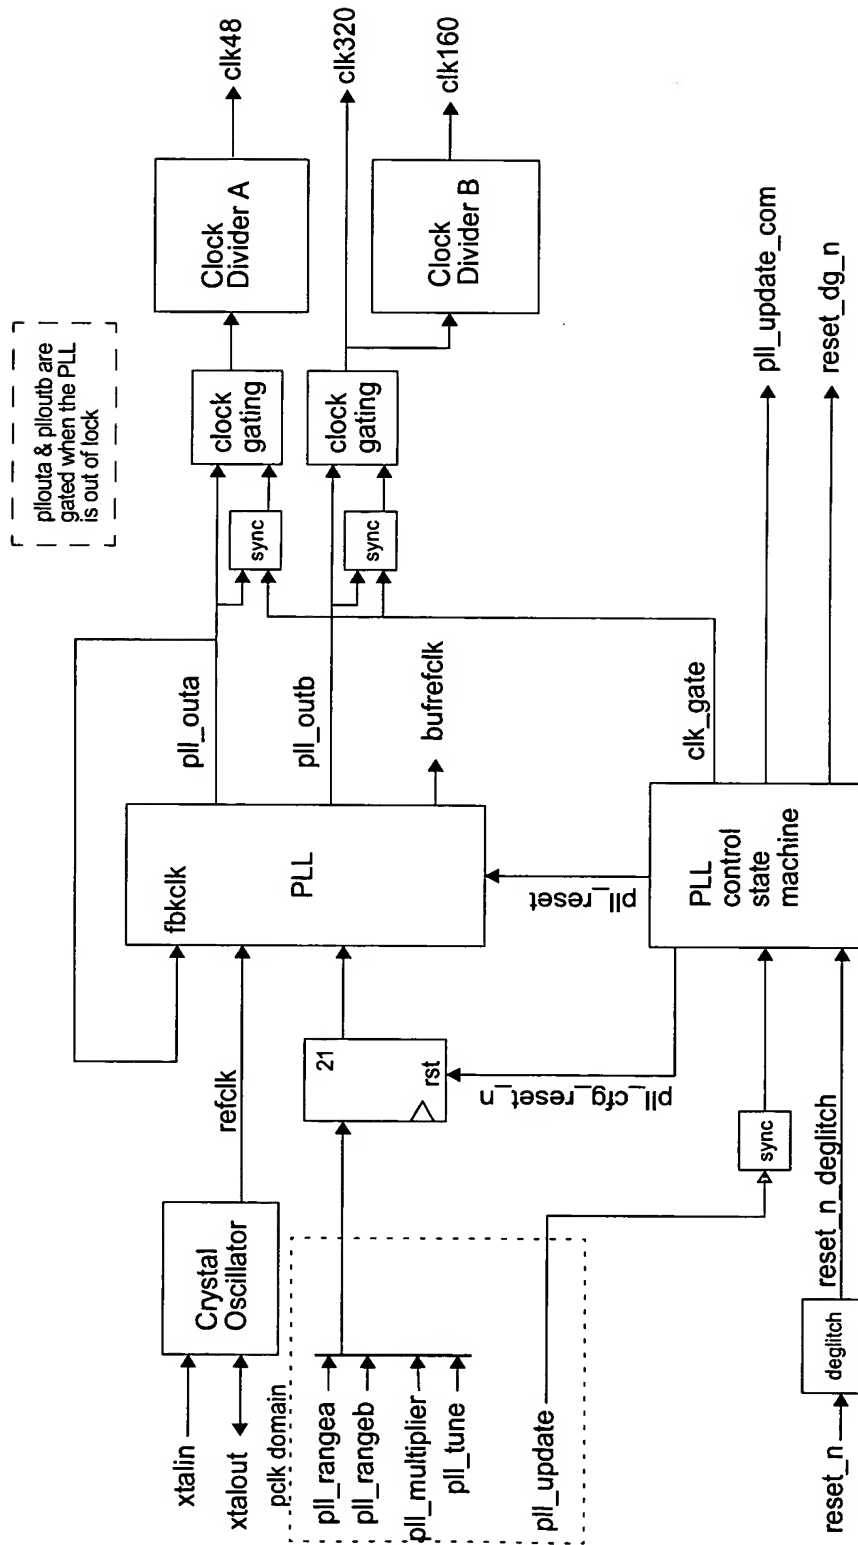 pllouta & plloutb are
gated when the PLL
is out of lock
xtalin
xtalout
Crystal
Oscillator
refclk
fbkclk
PLL
pll_outa
pll_outb
bufrefclk
sync
sync
clock
gating
clock
gating
Clock
Divider A
Clock
Divider B
clk48
clk320
clk160
pclk domain
pll_rangea
pll_rangeb
pll_multiplier
pll_tune
pll_update
21
rst
pll_cfg_reset_n
pll_reset
sync
PLL
control
state
machine
clk_gate
pll_update_com
reset_dg_n
reset_n
deglitch
reset_n_deglitch